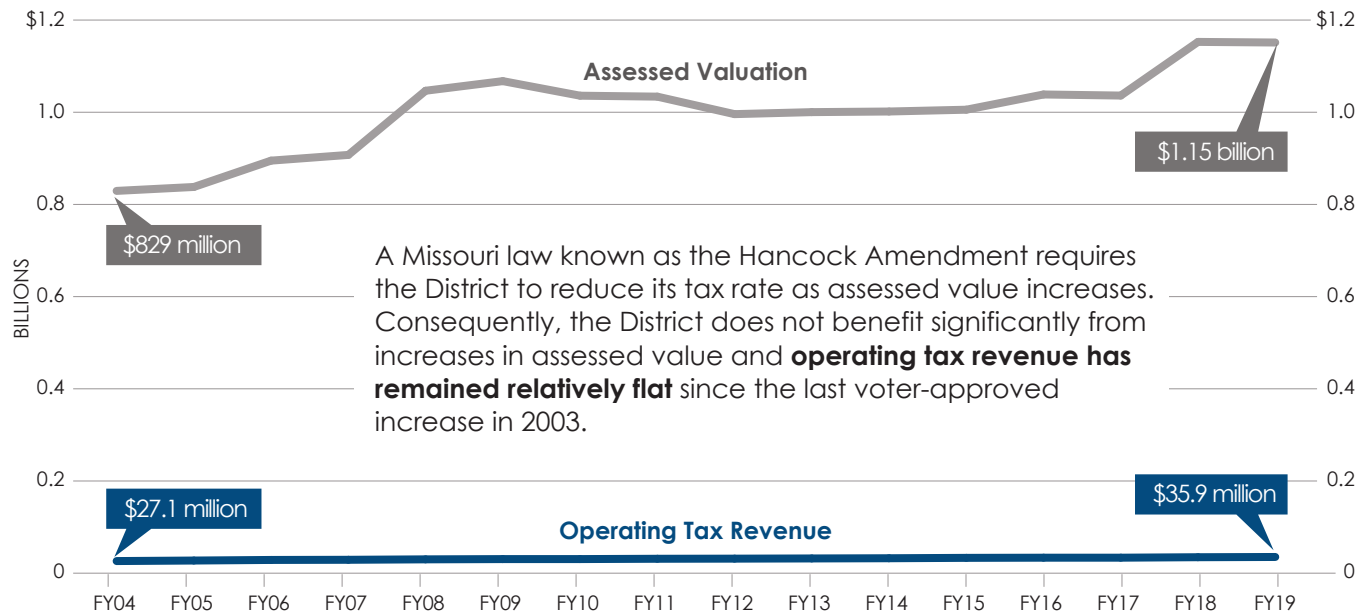 $1.2
$1.2
Assessed Valuation
1.0
1.0
$1.15 billion
0.8
0.8
$829 million
A Missouri law known as the Hancock Amendment requires
the District to reduce its tax rate as assessed value increases.
Consequently, the District does not benefit significantly from
increases in assessed value and operating tax revenue has
remained relatively flat since the last voter-approved
increase in 2003.
BILLIONS
0.6
0.6
0.4
0.4
0.2
0.2
$27.1 million
$35.9 million
Operating Tax Revenue
0
0
FY04 FY05 FY06 FY07 FY08 FY09 FY10 FY11 FY12 FY13 FY14 FY15 FY16 FY17 FY18 FY19